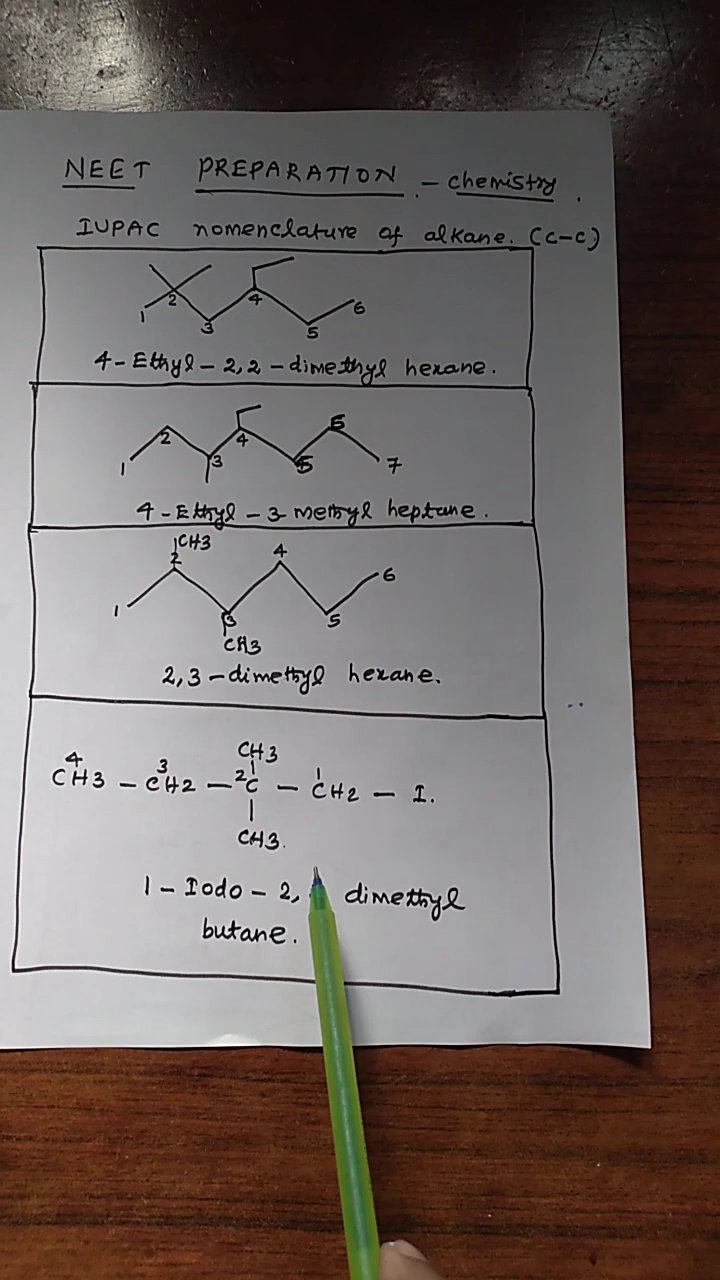 NEET PREPARATION - chemistry.
IUPAC nomenclature of alkane. (C-C)
1 2 3 4 5 6
4-Ethyl-2,2-dimethyl hexane.
1 2 3 4 5 6 7
4-Ethyl-3-methyl heptane.
CH3
1 2 3 4 5 6
CH3
2,3-dimethyl hexane.
CH3
4 3 2 1
CH3 - CH2 - C - CH2 - I.
CH3.
1-Iodo-2, dimethyl
butane.